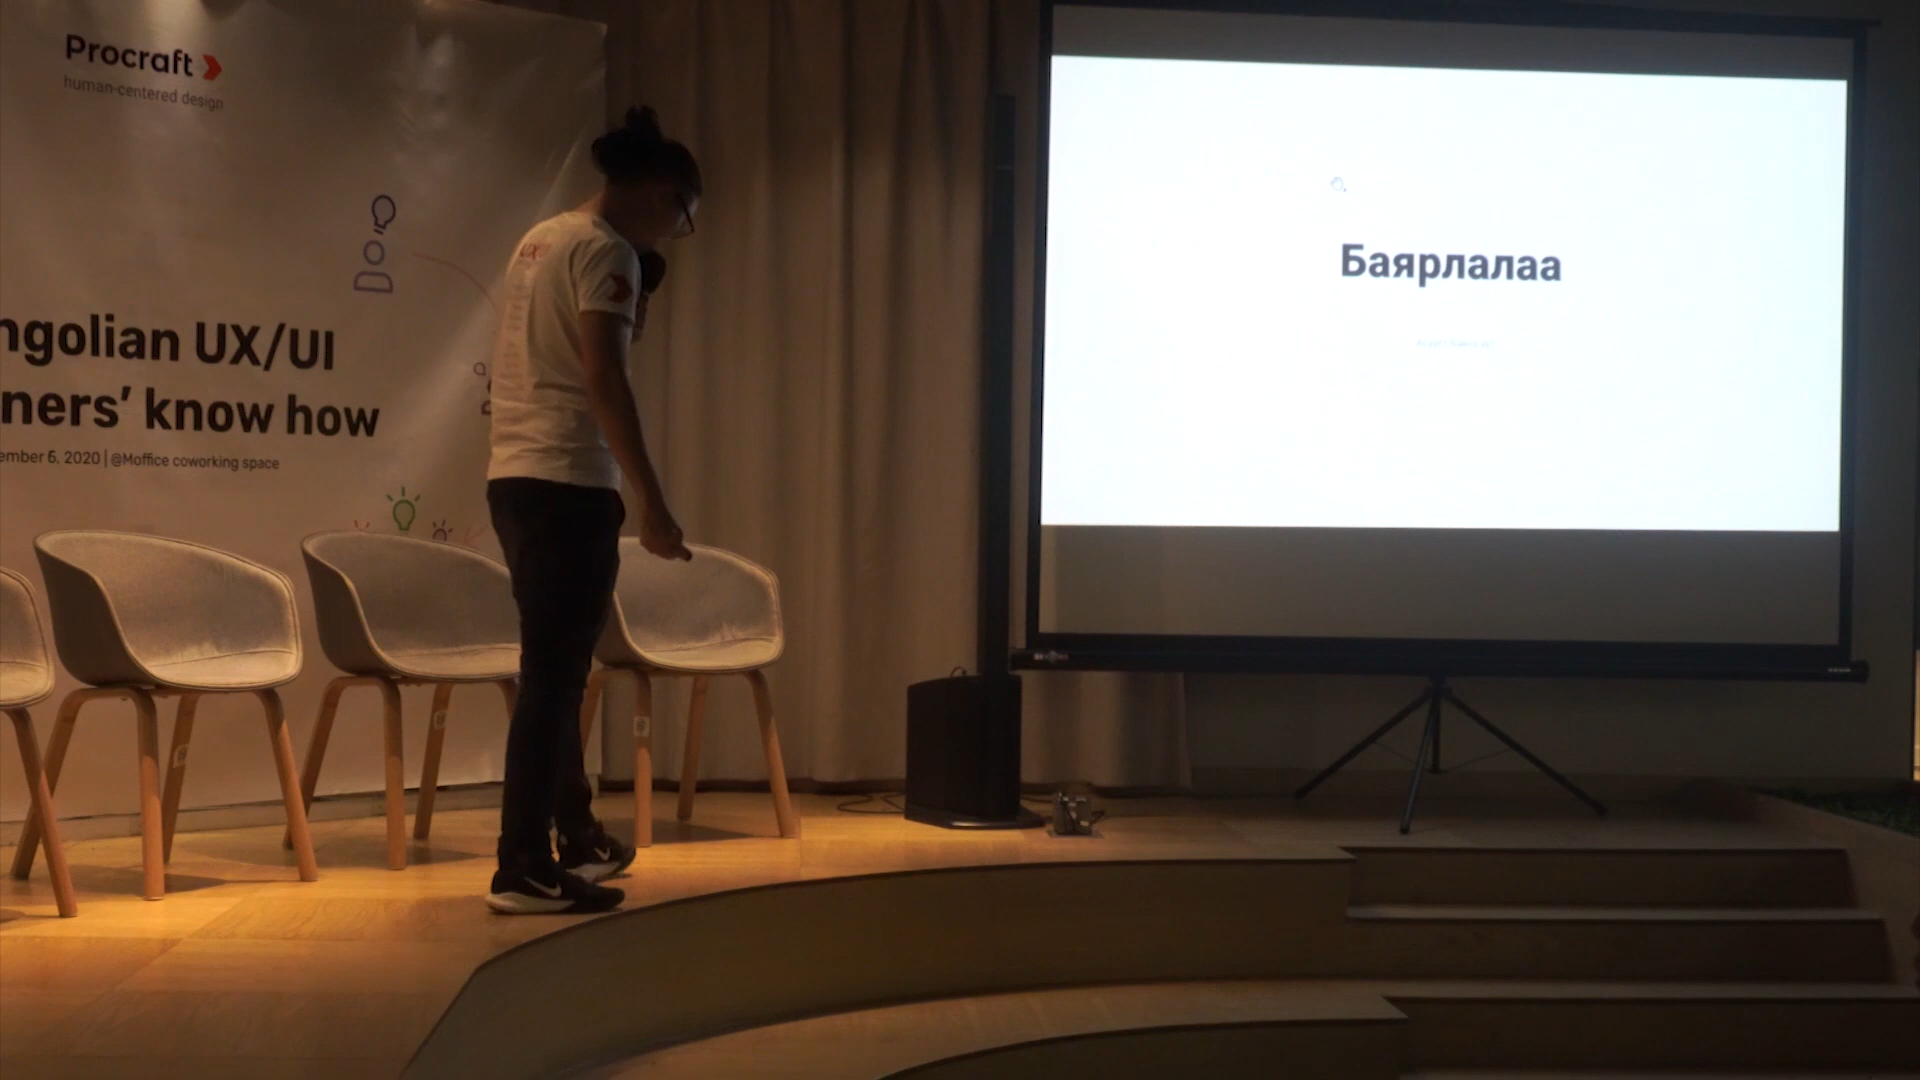 Procraft
human-centered design
ngolian UX/UI
ners' know how
ember 6, 2020 | @Moffice coworking space
Баярлалаа